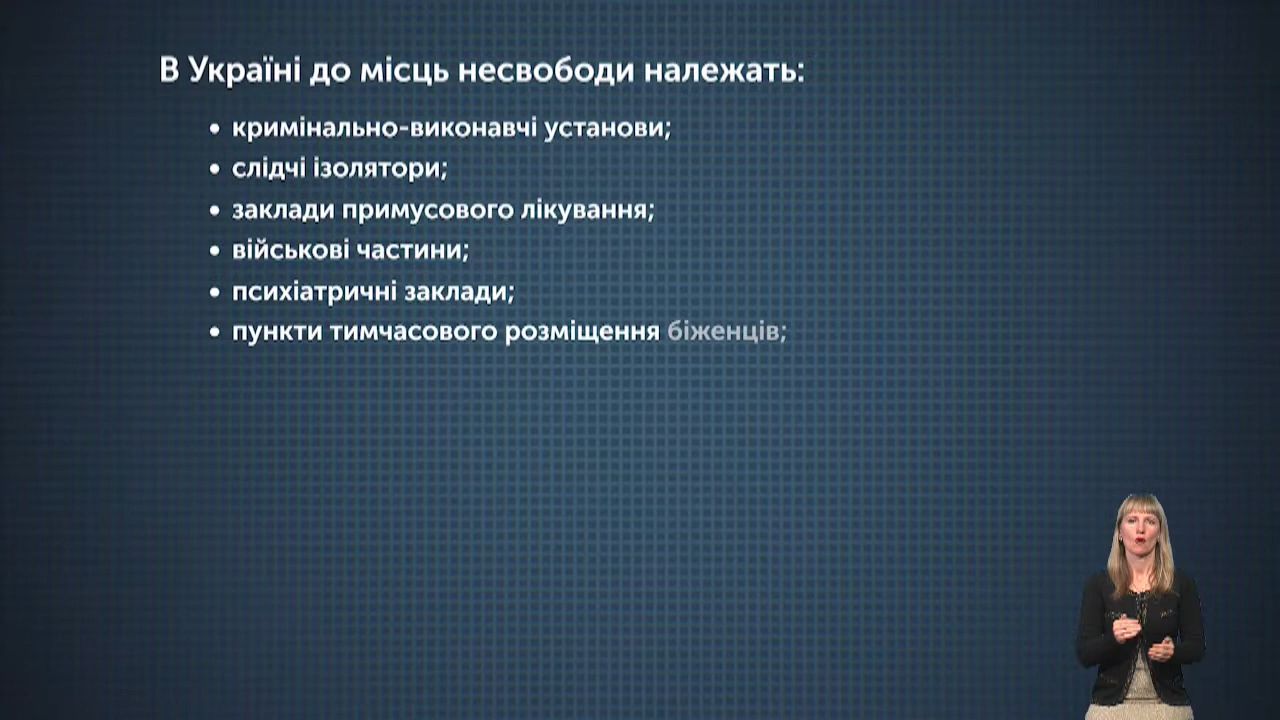 В Україні до місць несвободи належать:
• кримінально-виконавчі установи;
• слідчі ізолятори;
• заклади примусового лікування;
• військові частини;
• психіатричні заклади;
• пункти тимчасового розміщення біженців;